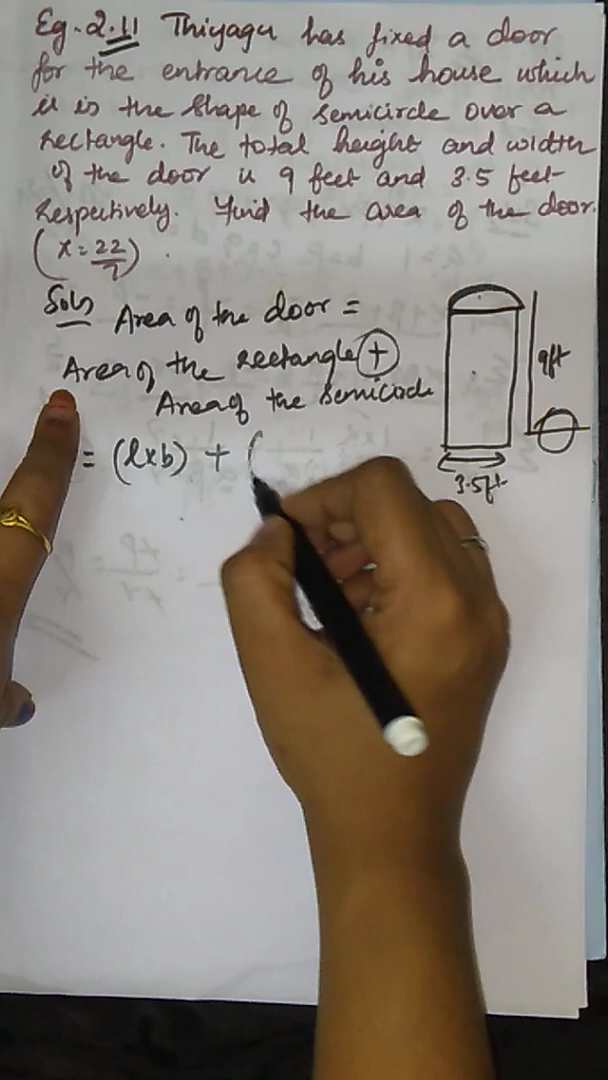 Eg. 2.11 Thiyagu has fixed a door
for the entrance of his house which
it is the shape of semicircle over a
rectangle. The total height and width
of the door is 9 feet and 3.5 feet
respectively. Find the area of the door.
(x = 22/7).
Soln Area of the door =
Area of the rectangle +
Area of the semicircle
= (l×b) + (
9ft
3.5ft